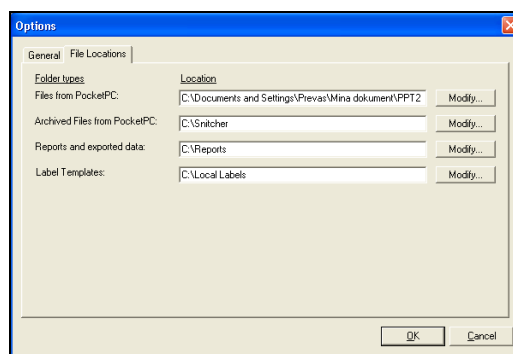 Options
General File Locations
Folder types Location
Files from PocketPC: C:\Documents and Settings\Prevas\Mina dokument\PPT2 Modify...
Archived Files from PocketPC: C:\Snitcher Modify...
Reports and exported data: C:\Reports Modify...
Label Templates: C:\Local Labels Modify...
OK Cancel